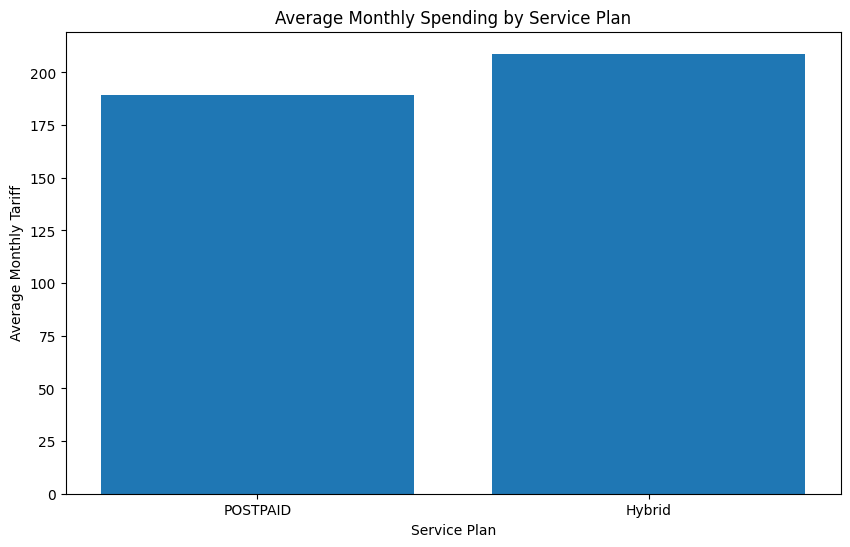 Average Monthly Spending by Service Plan
Average Monthly Tariff
200
175
150
125
100
75
50
25
0
POSTPAID
Hybrid
Service Plan